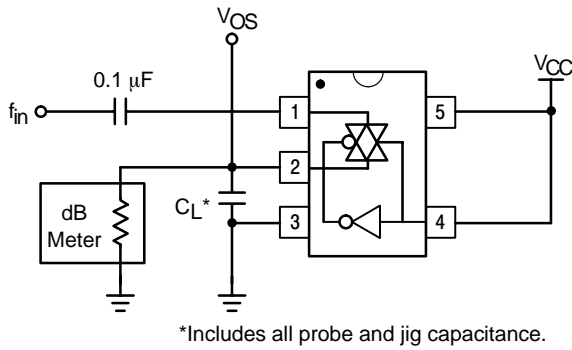 VOS
VCC
0.1 μF
fin
1
5
2
CL*
dB
Meter
3
4
*Includes all probe and jig capacitance.